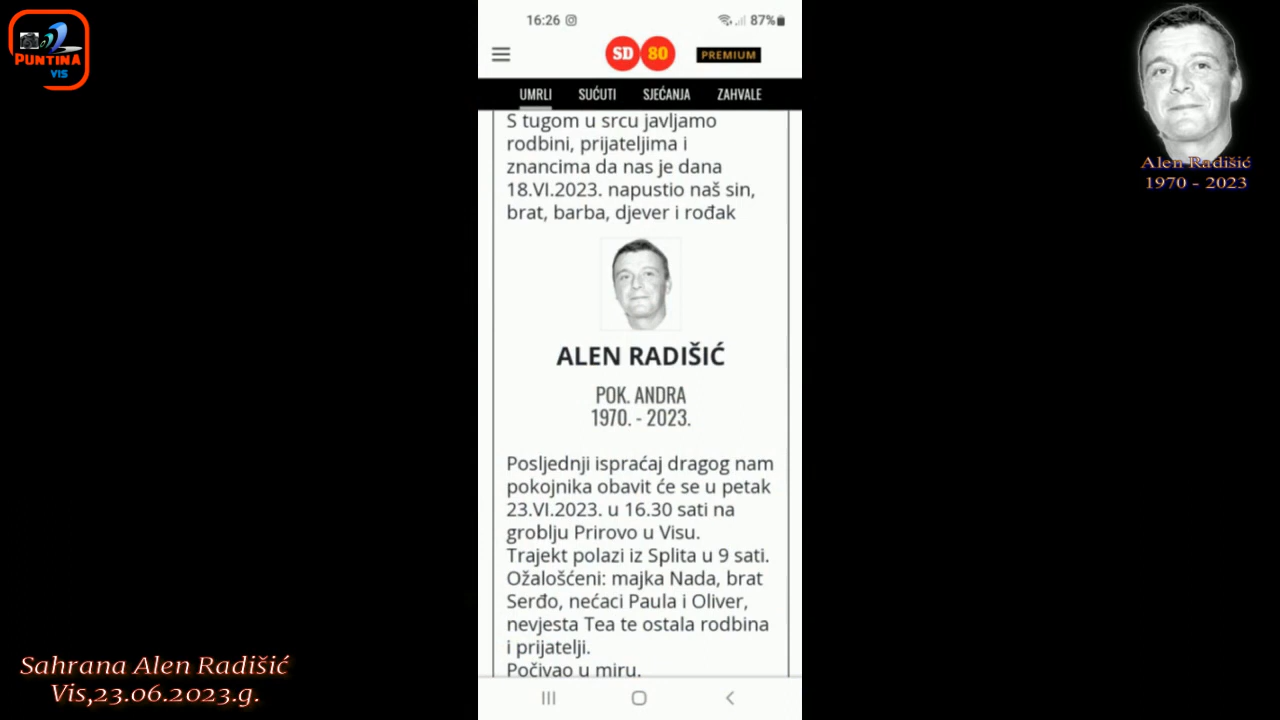 PUNTINA
VIS
16:26
87%
SD 80 PREMIUM
UMRLI SUĆUTI SJEĆANJA ZAHVALE
S tugom u srcu javljamo
rodbini, prijateljima i
znancima da nas je dana
18.VI.2023. napustio naš sin,
brat, barba, djever i rođak
ALEN RADIŠIĆ
POK. ANDRA
1970. - 2023.
Posljednji ispraćaj dragog nam
pokojnika obavit će se u petak
23.VI.2023. u 16.30 sati na
groblju Prirovo u Visu.
Trajekt polazi iz Splita u 9 sati.
Ožalošćeni: majka Nada, brat
Serđo, nećaci Paula i Oliver,
nevjesta Tea te ostala rodbina
i prijatelji.
Počivao u miru.
Alen Radišić
1970 - 2023
Sahrana Alen Radišić
Vis,23.06.2023.g.